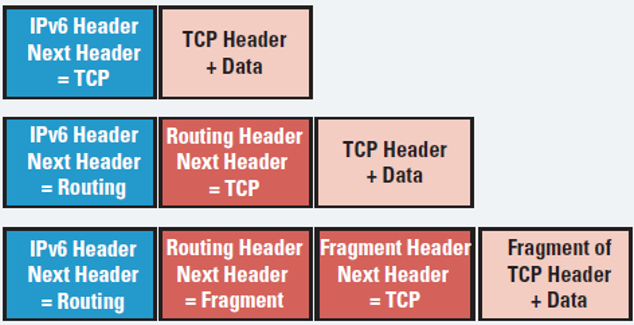 IPv6 Header
Next Header
= TCP
TCP Header
+ Data
IPv6 Header
Next Header
= Routing
Routing Header
Next Header
= TCP
TCP Header
+ Data
IPv6 Header
Next Header
= Routing
Routing Header
Next Header
= Fragment
Fragment Header
Next Header
= TCP
Fragment of
TCP Header
+ Data